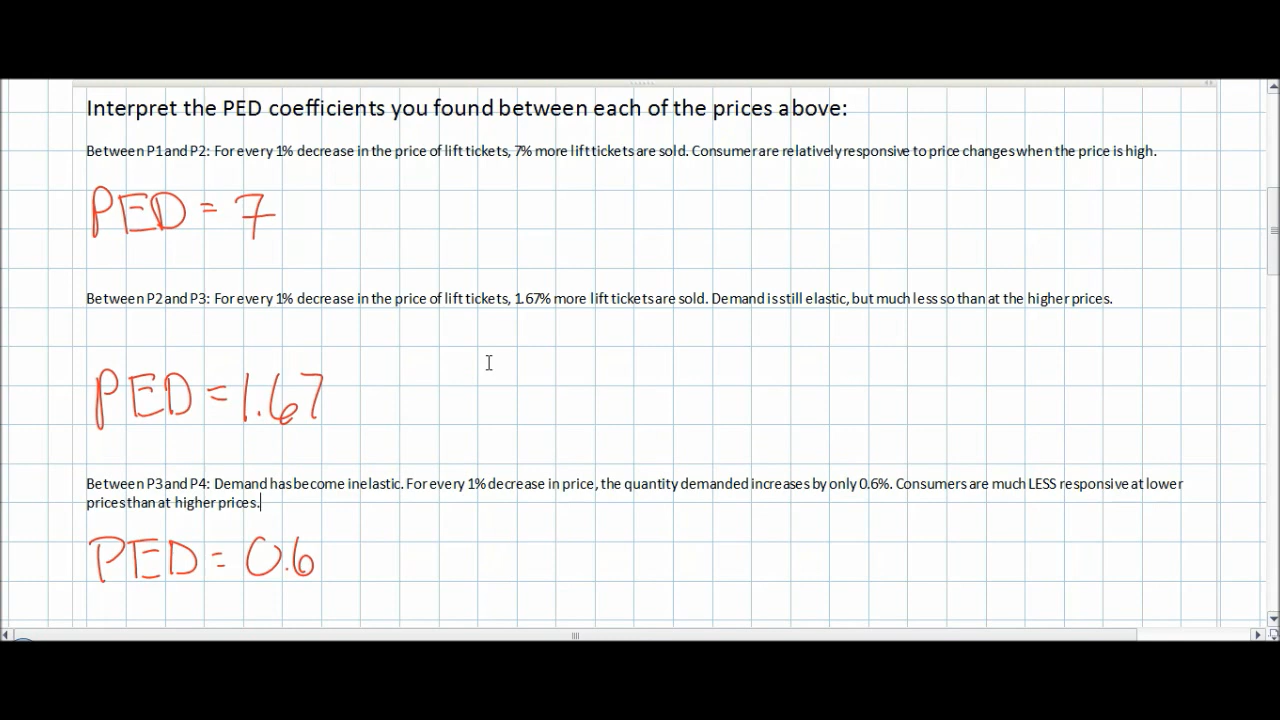 Interpret the PED coefficients you found between each of the prices above:
Between P1 and P2: For every 1% decrease in the price of lift tickets, 7% more lift tickets are sold. Consumer are relatively responsive to price changes when the price is high.
PED = 7
Between P2 and P3: For every 1% decrease in the price of lift tickets, 1.67% more lift tickets are sold. Demand is still elastic, but much less so than at the higher prices.
PED = 1.67
Between P3 and P4: Demand has become inelastic. For every 1% decrease in price, the quantity demanded increases by only 0.6%. Consumers are much LESS responsive at lower
prices than at higher prices.
PED = 0.6